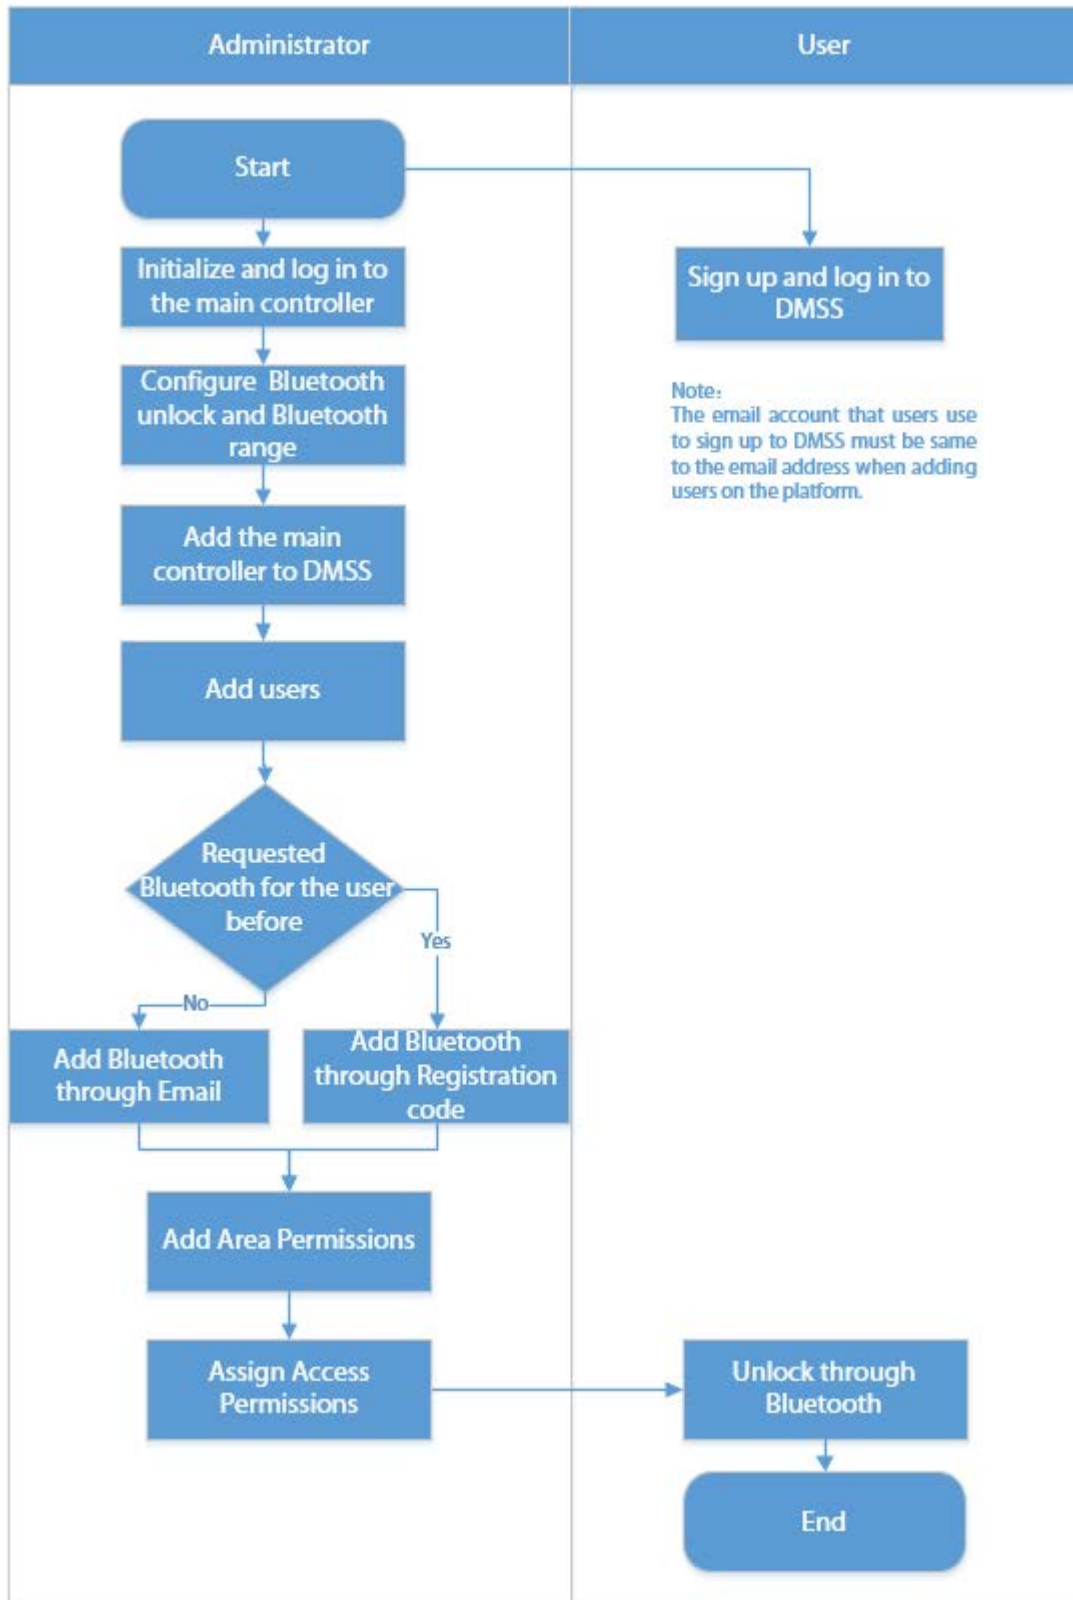 Administrator
User
Start
Initialize and log in to
the main controller
Sign up and log in to
DMSS
Configure Bluetooth
unlock and Bluetooth
range
Note:
The email account that users use
to sign up to DMSS must be same
to the email address when adding
users on the platform.
Add the main
controller to DMSS
Add users
Requested
Bluetooth for the user
before
Yes
No
Add Bluetooth
through Email
Add Bluetooth
through Registration
code
Add Area Permissions
Assign Access
Permissions
Unlock through
Bluetooth
End